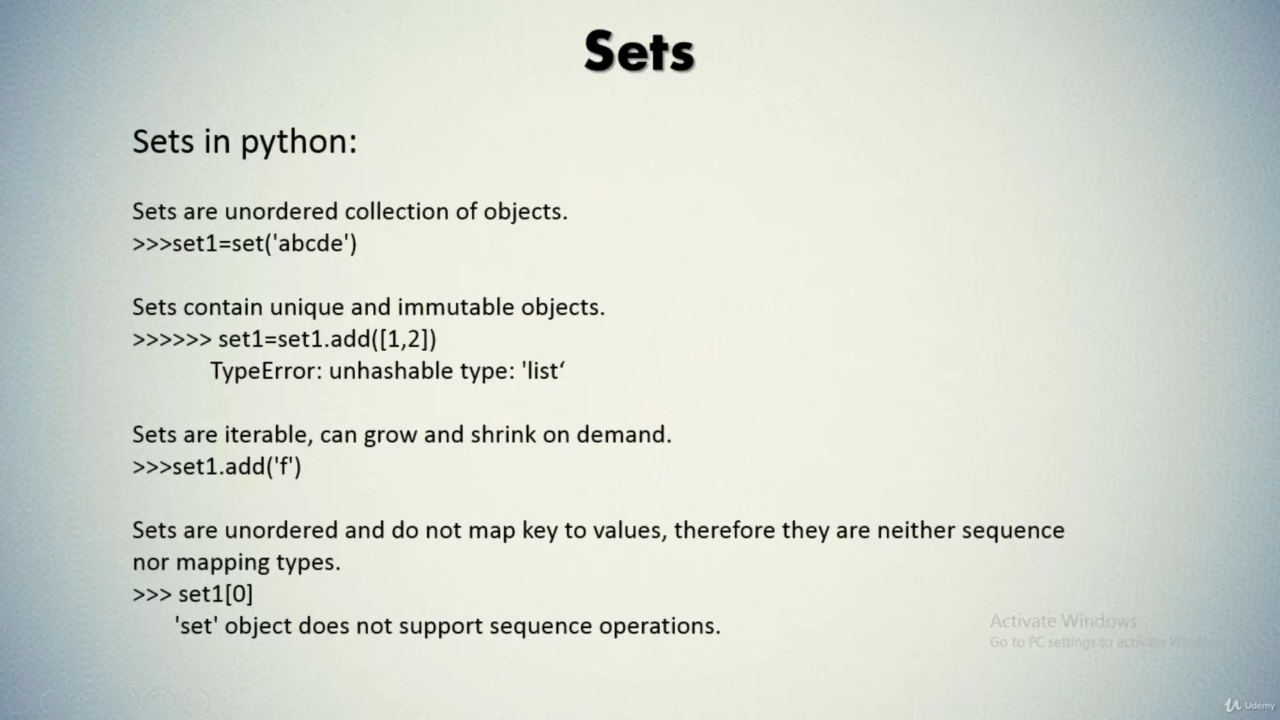 Sets
Sets in python:
Sets are unordered collection of objects.
>>>set1=set('abcde')
Sets contain unique and immutable objects.
>>>>>> set1=set1.add([1,2])
TypeError: unhashable type: 'list‘
Sets are iterable, can grow and shrink on demand.
>>>set1.add('f')
Sets are unordered and do not map key to values, therefore they are neither sequence
nor mapping types.
>>> set1[0]
'set' object does not support sequence operations.
Activate Windows
Go to PC settings to activate
Udemy